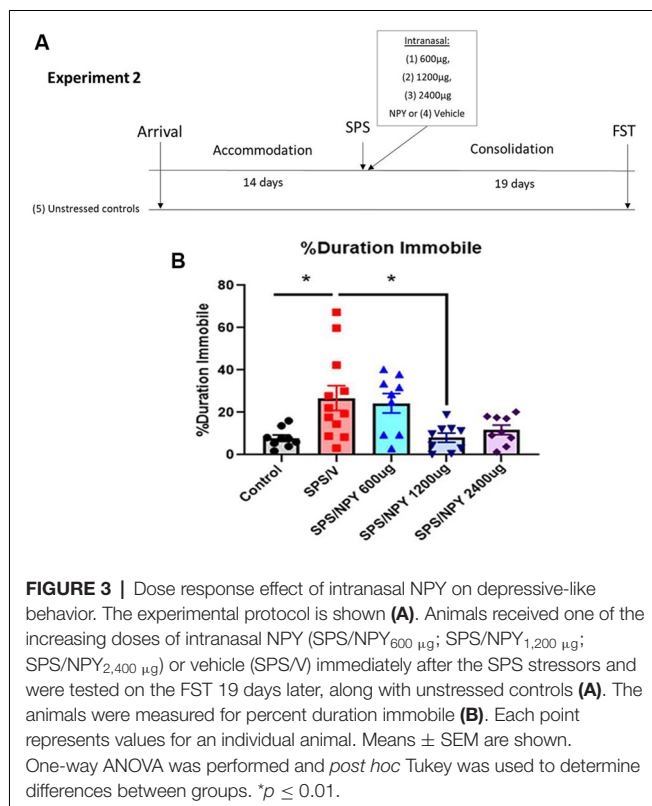 A
Experiment 2
Intranasal:
(1) 600µg,
(2) 1200µg,
(3) 2400µg
NPY or (4) Vehicle
Arrival
SPS
FST
Accommodation
Consolidation
14 days
19 days
(5) Unstressed controls
B
%Duration Immobile
%Duration Immobile
80
60
40
20
0
*
*
Control
SPS/V
SPS/NPY 600ug
SPS/NPY 1200ug
SPS/NPY 2400ug
FIGURE 3 | Dose response effect of intranasal NPY on depressive-like
behavior. The experimental protocol is shown (A). Animals received one of the
increasing doses of intranasal NPY (SPS/NPY600 µg; SPS/NPY1,200 µg;
SPS/NPY2,400 µg) or vehicle (SPS/V) immediately after the SPS stressors and
were tested on the FST 19 days later, along with unstressed controls (A). The
animals were measured for percent duration immobile (B). Each point
represents values for an individual animal. Means ± SEM are shown.
One-way ANOVA was performed and post hoc Tukey was used to determine
differences between groups. *p ≤ 0.01.